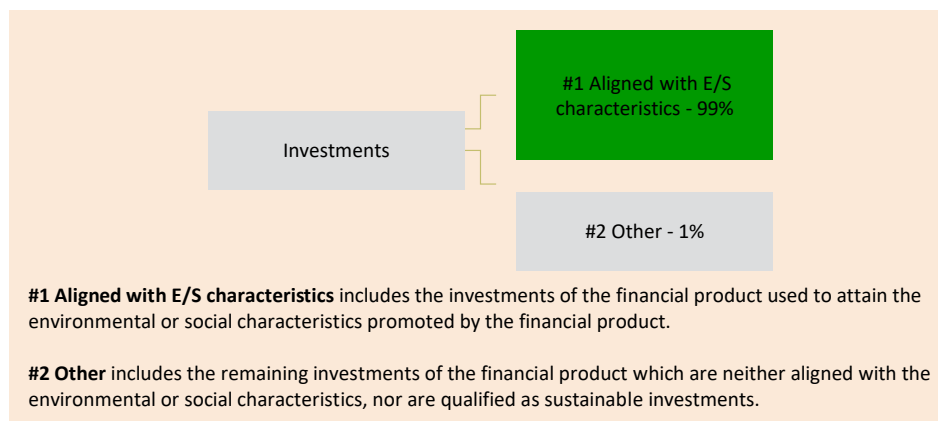 #1 Aligned with E/S
characteristics - 99%
Investments
#2 Other - 1%
#1 Aligned with E/S characteristics includes the investments of the financial product used to attain the
environmental or social characteristics promoted by the financial product.
#2 Other includes the remaining investments of the financial product which are neither aligned with the
environmental or social characteristics, nor are qualified as sustainable investments.